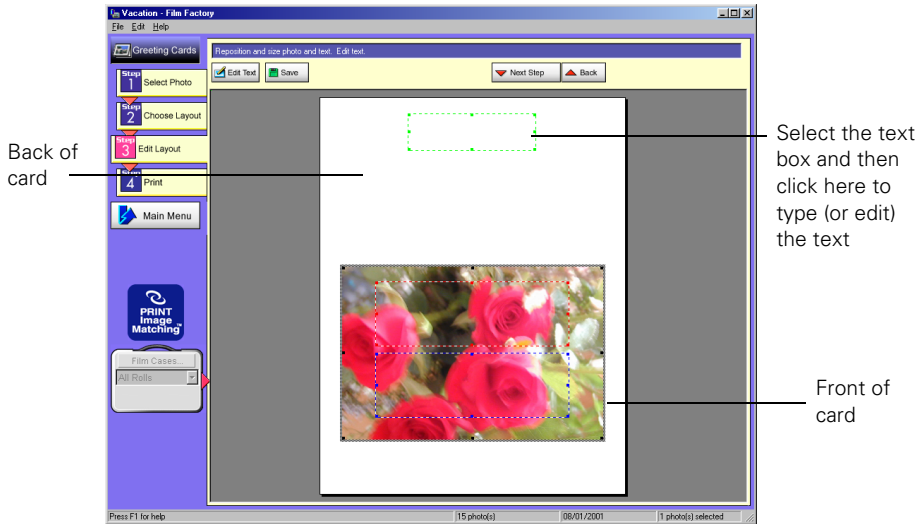 Vacation - Film Factory
File Edit Help
Greeting Cards
Reposition and size photo and text. Edit text.
Edit Text
Save
Next Step
Back
Step
1
Select Photo
Step
2
Choose Layout
Step
3
Edit Layout
Step
4
Print
Main Menu
PRINT
Image
Matching™
Film Cases...
All Rolls
Back of
card
Select the text
box and then
click here to
type (or edit)
the text
Front of
card
Press F1 for help
15 photo(s)
08/01/2001
1 photo(s) selected